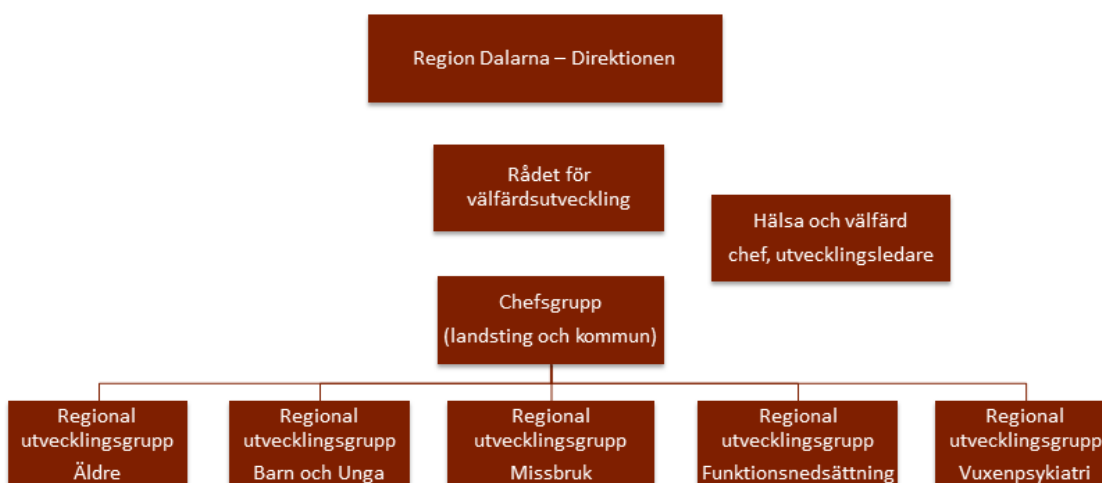 Region Dalarna – Direktionen
Rådet för
välfärdsutveckling
Hälsa och välfärd
chef, utvecklingsledare
Chefsgrupp
(landsting och kommun)
Regional
utvecklingsgrupp
Äldre
Regional
utvecklingsgrupp
Barn och Unga
Regional
utvecklingsgrupp
Missbruk
Regional
utvecklingsgrupp
Funktionsnedsättning
Regional
utvecklingsgrupp
Vuxenpsykiatri